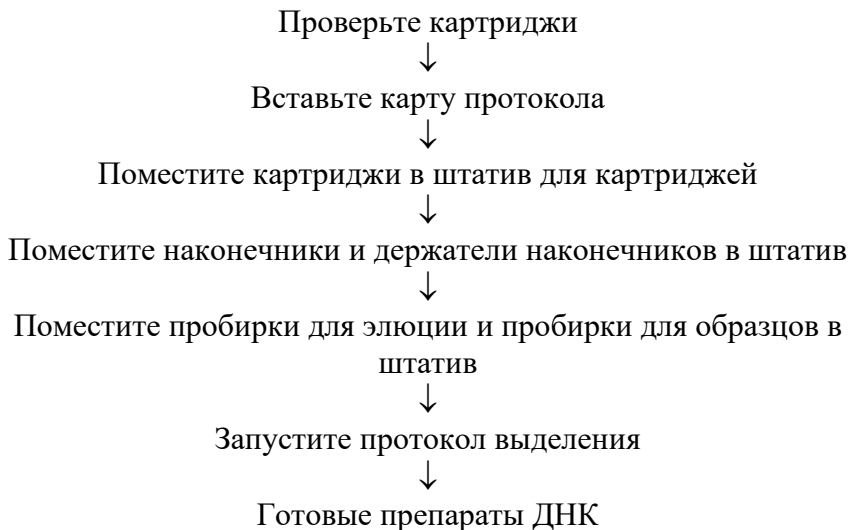 Проверьте картриджи
↓
Вставьте карту протокола
↓
Поместите картриджи в штатив для картриджей
↓
Поместите наконечники и держатели наконечников в штатив
↓
Поместите пробирки для элюции и пробирки для образцов в
штатив
↓
Запустите протокол выделения
↓
Готовые препараты ДНК